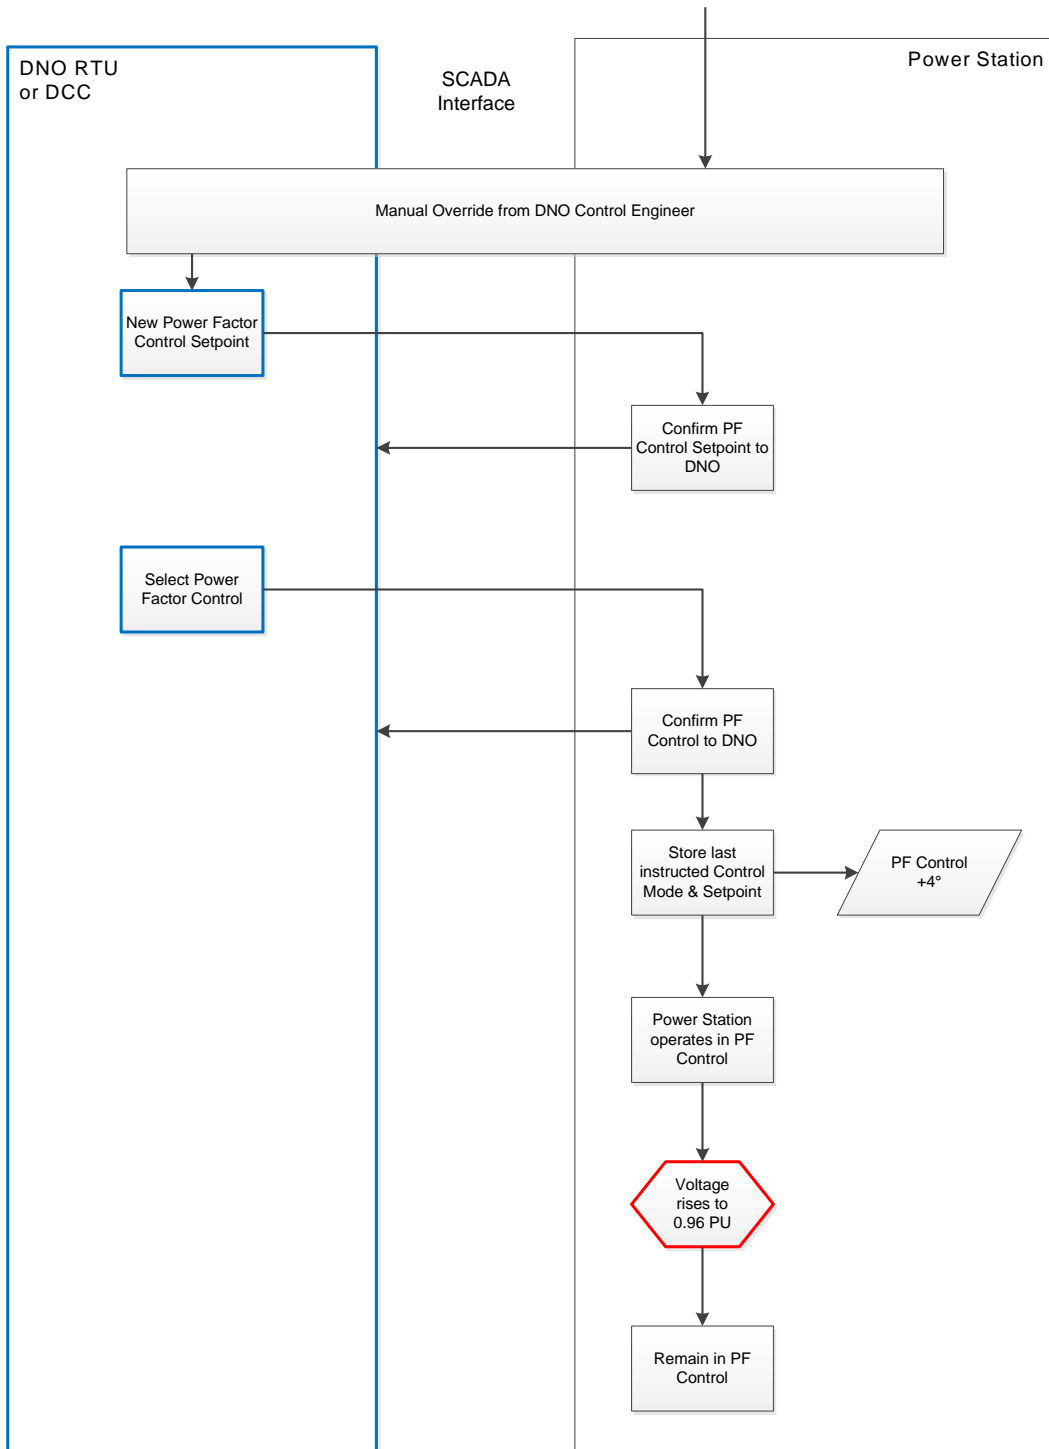 DNO RTU
or DCC
SCADA
Interface
Power Station
Manual Override from DNO Control Engineer
New Power Factor
Control Setpoint
Confirm PF
Control Setpoint to
DNO
Select Power
Factor Control
Confirm PF
Control to DNO
Store last
instructed Control
Mode & Setpoint
PF Control
+4°
Power Station
operates in PF
Control
Voltage
rises to
0.96 PU
Remain in PF
Control